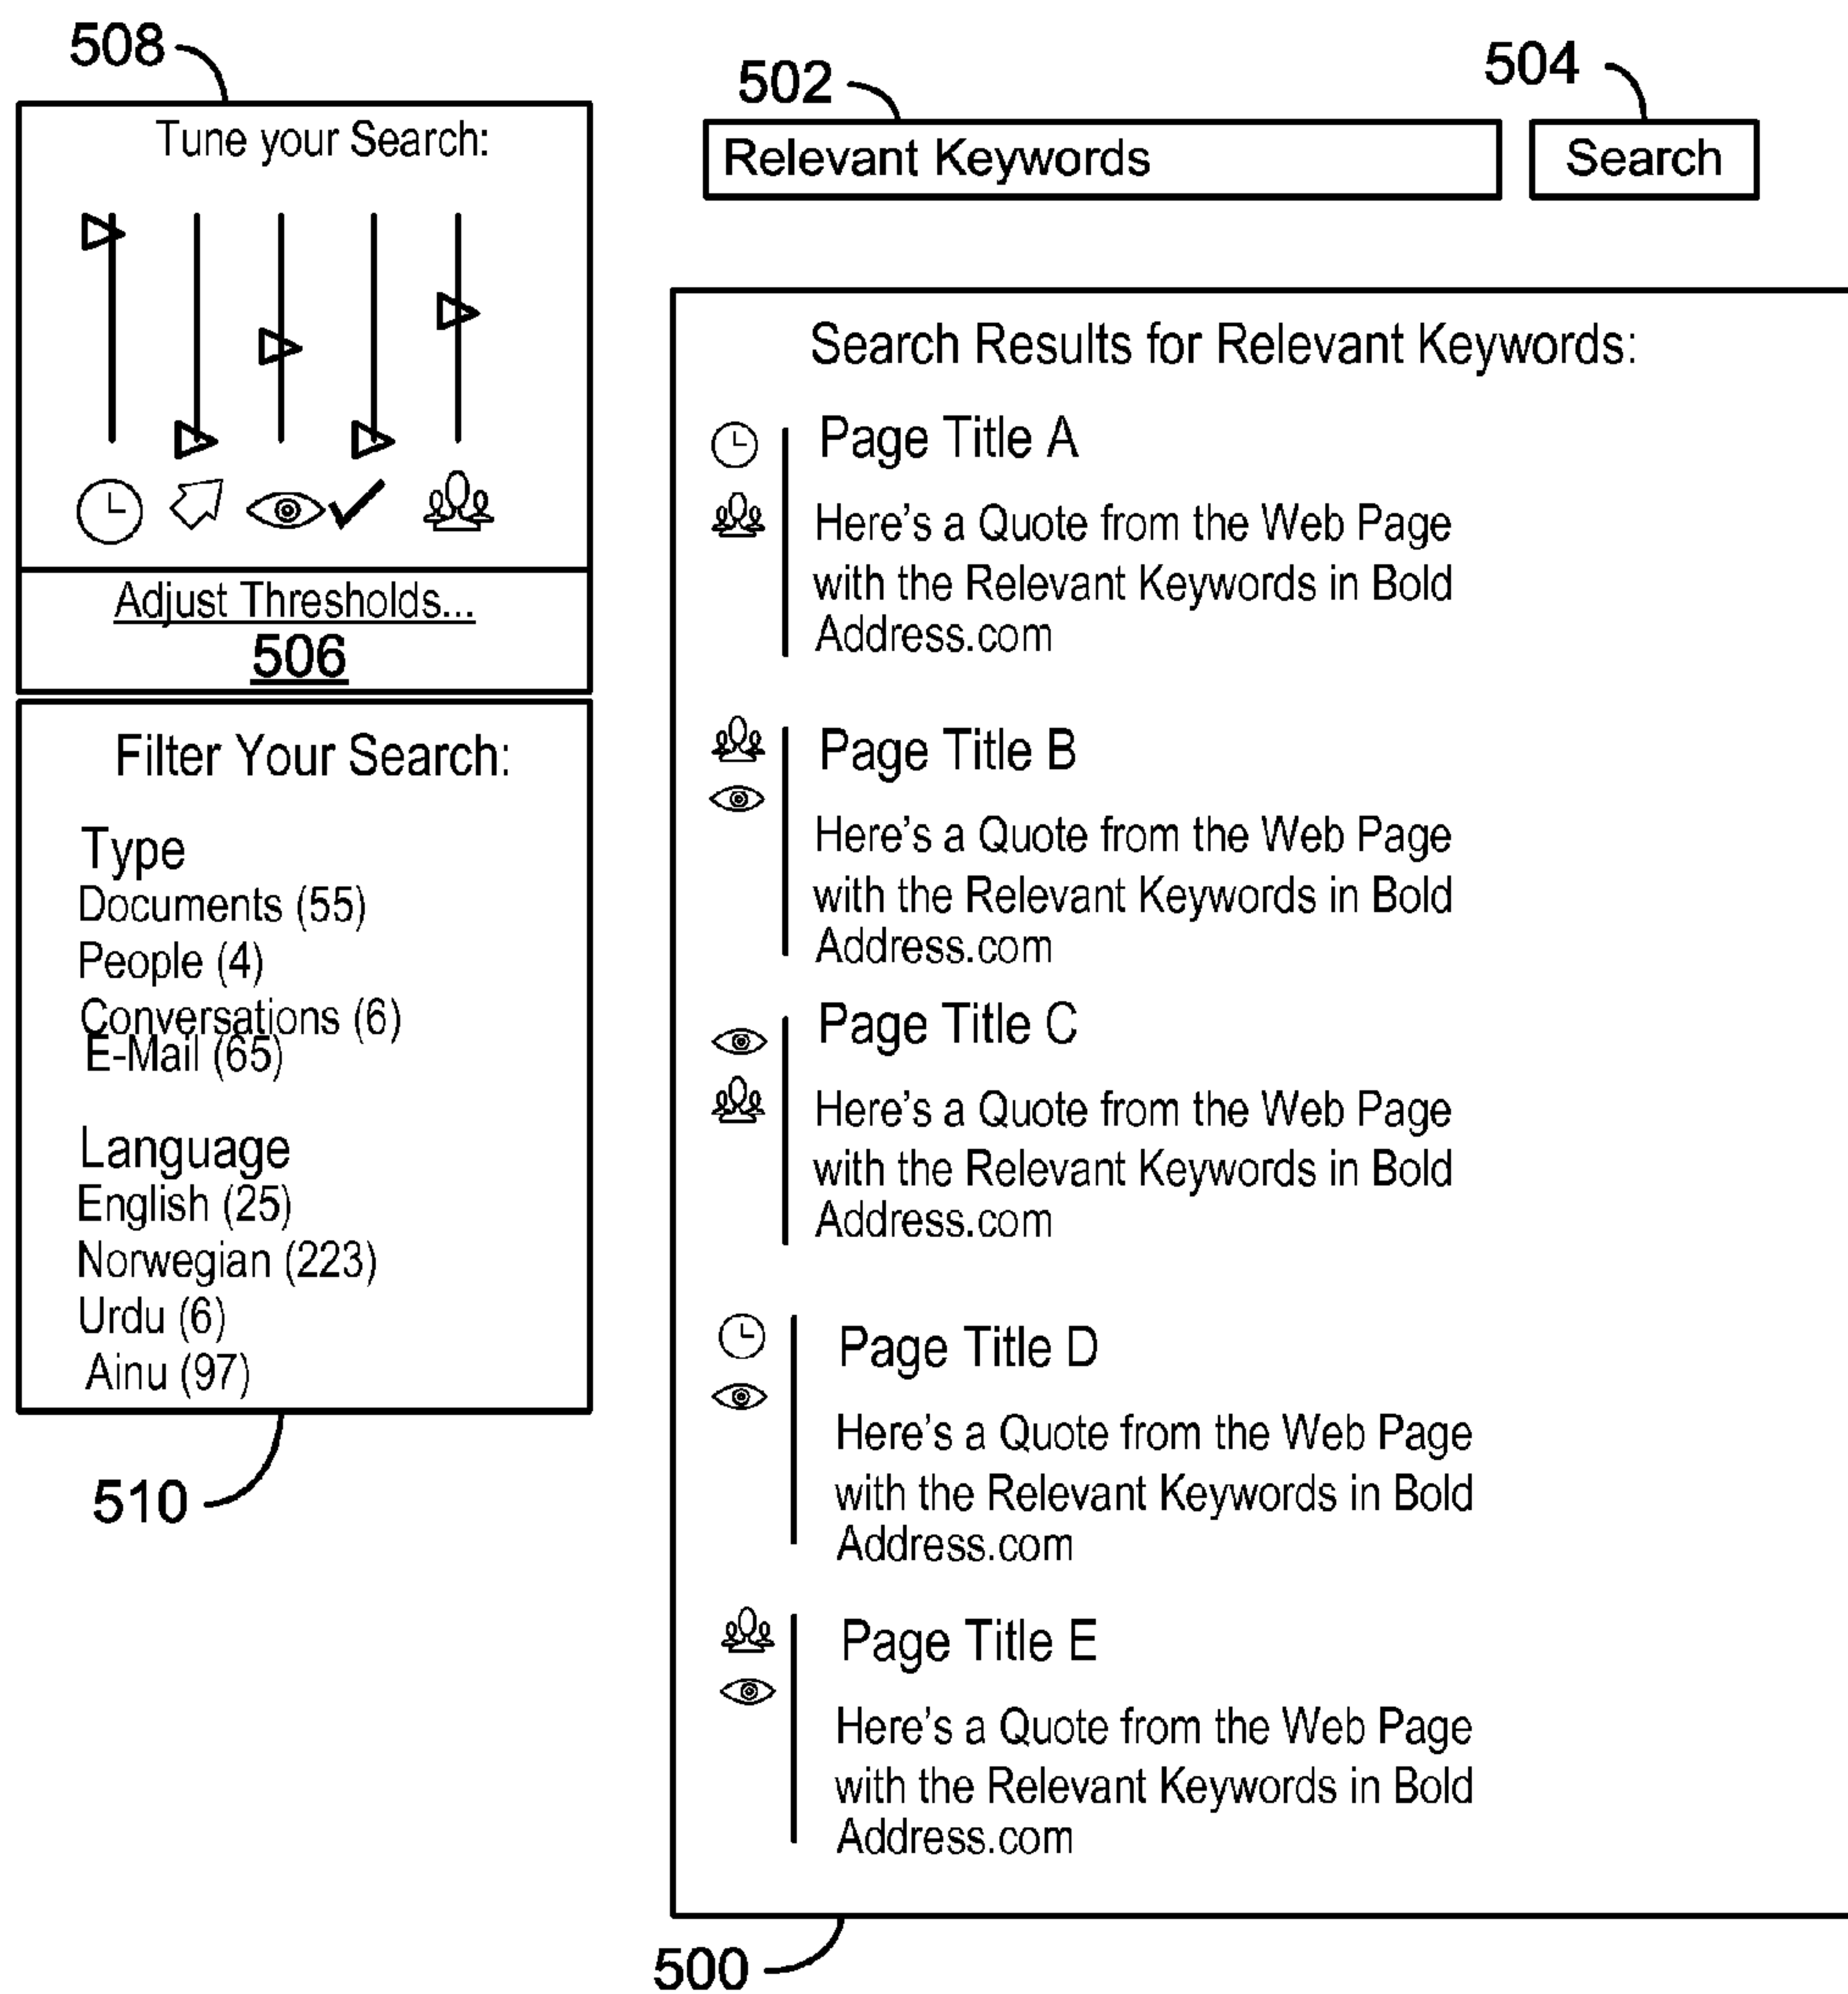 508
Tune your Search:
Adjust Thresholds...
506
Filter Your Search:
Type
Documents (55)
People (4)
Conversations (6)
E-Mail (65)
Language
English (25)
Norwegian (223)
Urdu (6)
Ainu (97)
510
502
Relevant Keywords
504
Search
Search Results for Relevant Keywords:
Page Title A
Here's a Quote from the Web Page
with the Relevant Keywords in Bold
Address.com
Page Title B
Here's a Quote from the Web Page
with the Relevant Keywords in Bold
Address.com
Page Title C
Here's a Quote from the Web Page
with the Relevant Keywords in Bold
Address.com
Page Title D
Here's a Quote from the Web Page
with the Relevant Keywords in Bold
Address.com
Page Title E
Here's a Quote from the Web Page
with the Relevant Keywords in Bold
Address.com
500